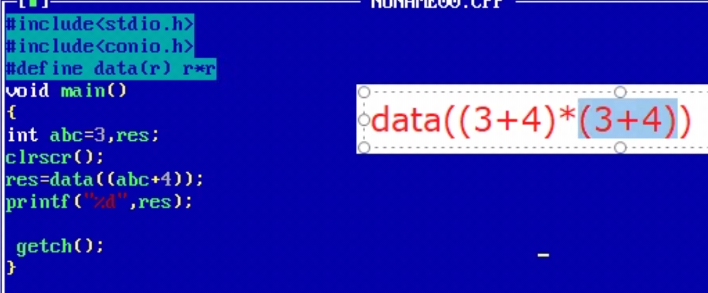 NONAME00.CPP
#include<stdio.h>
#include<conio.h>
#define data(r) r*r
void main()
{
int abc=3,res;
clrscr();
res=data((abc+4));
printf("%d",res);
getch();
}
data((3+4)*(3+4))